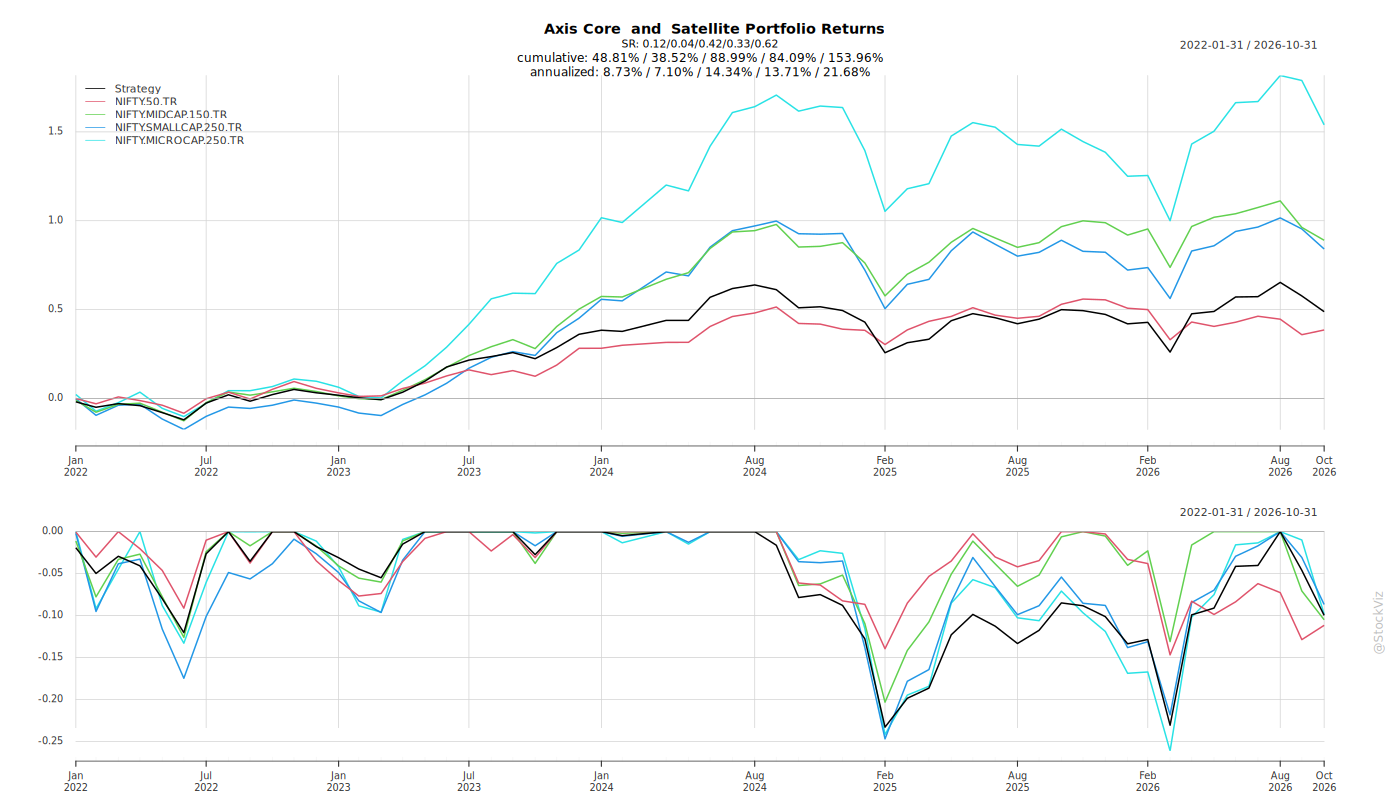 Axis Core and Satellite Portfolio Returns
SR: 0.12/0.04/0.42/0.33/0.62
cumulative: 48.81% / 38.52% / 88.99% / 84.09% / 153.96%
annualized: 8.73% / 7.10% / 14.34% / 13.71% / 21.68%
2022-01-31 / 2026-10-31
Strategy
NIFTY.50.TR
NIFTY.MIDCAP.150.TR
NIFTY.SMALLCAP.250.TR
NIFTY.MICROCAP.250.TR
1.5
1.0
0.5
0.0
Jan Jul Jan Jul Jan Aug Feb Aug Feb Aug Oct
2022 2022 2023 2023 2024 2024 2025 2025 2026 2026 2026
2022-01-31 / 2026-10-31
0.00
-0.05
-0.10
-0.15
-0.20
-0.25
Jan Jul Jan Jul Jan Aug Feb Aug Feb Aug Oct
2022 2022 2023 2023 2024 2024 2025 2025 2026 2026 2026
@StockViz